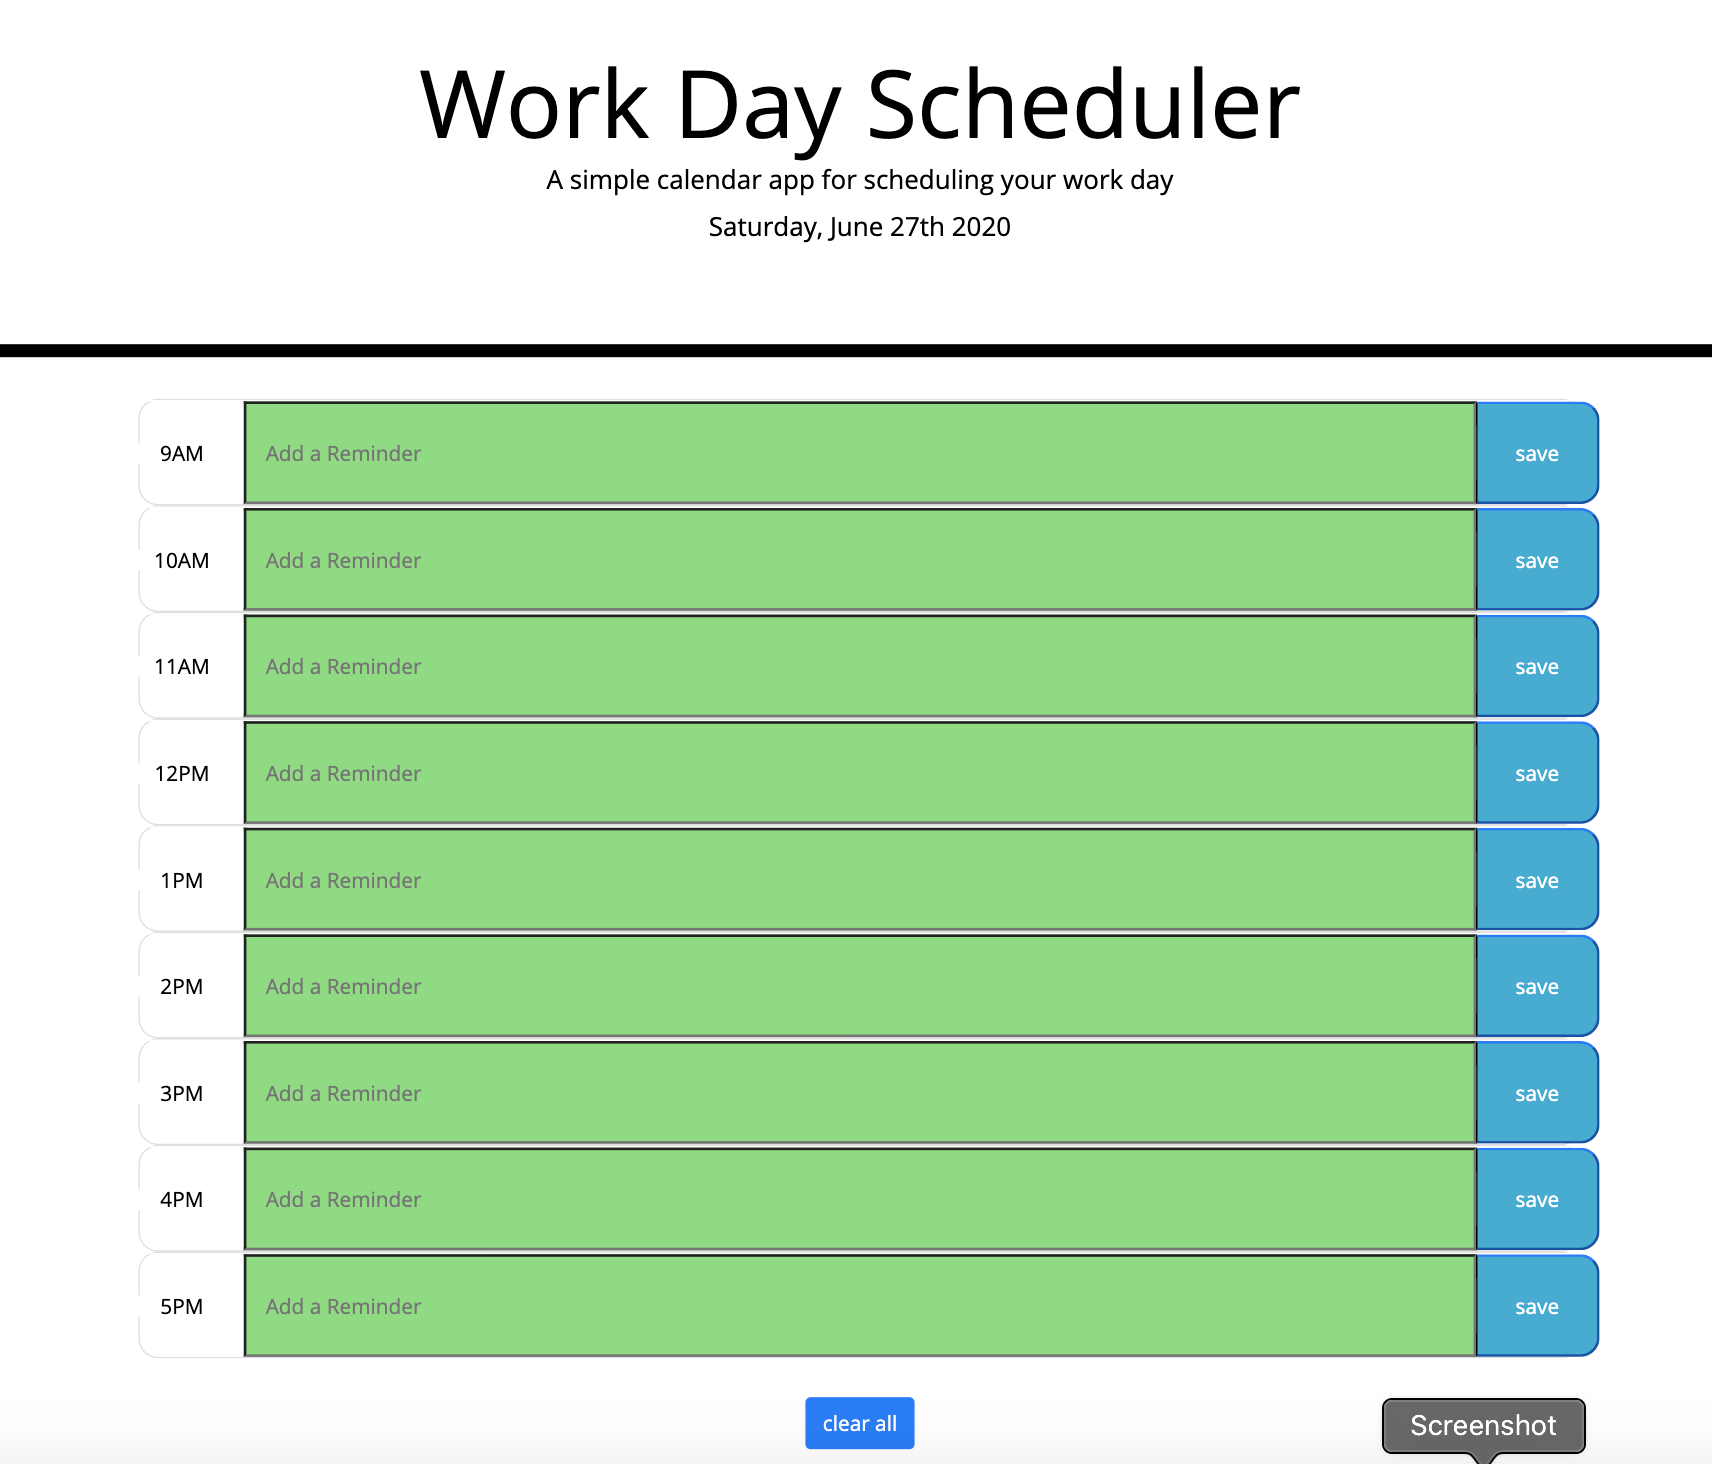 Work Day Scheduler
A simple calendar app for scheduling your work day
Saturday, June 27th 2020
9AM Add a Reminder save
10AM Add a Reminder save
11AM Add a Reminder save
12PM Add a Reminder save
1PM Add a Reminder save
2PM Add a Reminder save
3PM Add a Reminder save
4PM Add a Reminder save
5PM Add a Reminder save
clear all Screenshot